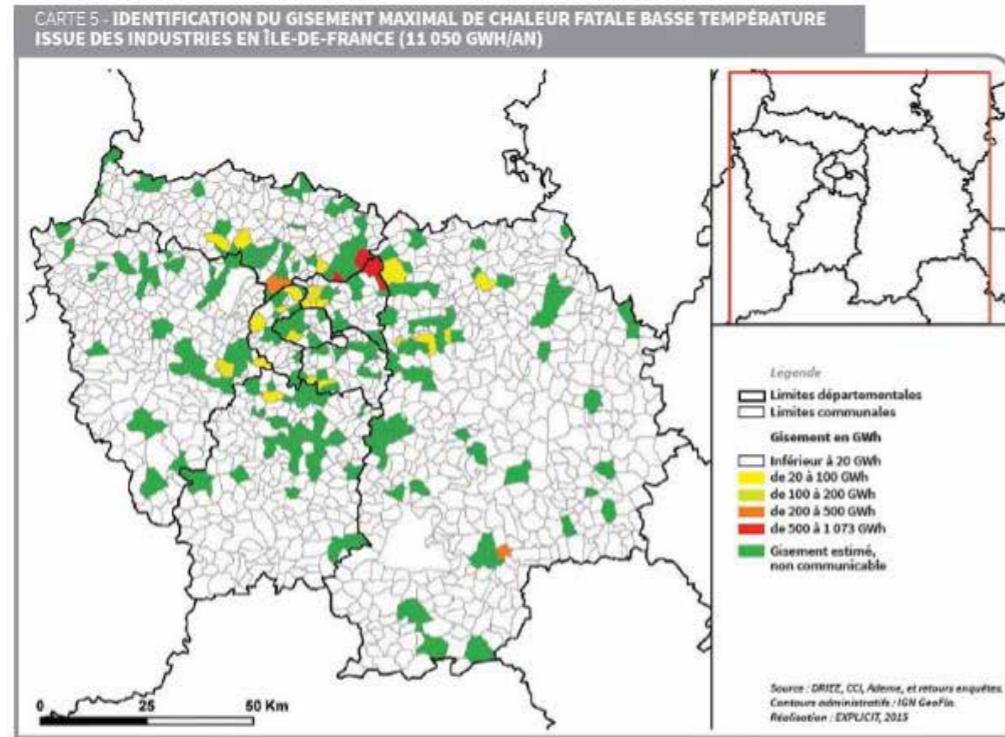 CARTE 5 - IDENTIFICATION DU GISEMENT MAXIMAL DE CHALEUR FATALE BASSE TEMPÉRATURE
ISSUE DES INDUSTRIES EN ÎLE-DE-FRANCE (11 050 GWH/AN)
Légende
Limites départementales
Limites communales
Gisement en GWh
Inférieur à 20 GWh
de 20 à 100 GWh
de 100 à 200 GWh
de 200 à 500 GWh
de 500 à 1 073 GWh
Gisement estimé,
non communicable
0 25 50 Km
Source : DRIEE, CCI, Ademe, et retours enquêtes.
Contours administratifs : IGN GeoFla.
Réalisation : EXPLICIT, 2015